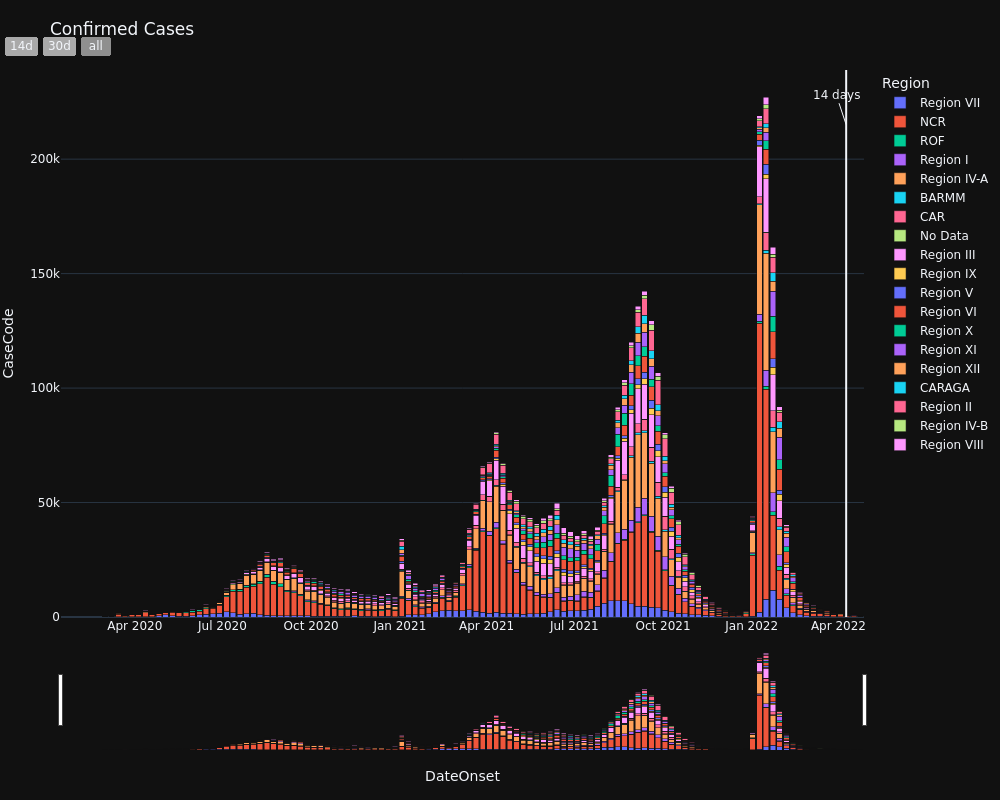 Confirmed Cases
14d
30d
all
14 days
Region
Region VII
NCR
ROF
Region I
Region IV-A
BARMM
CAR
No Data
Region III
Region IX
Region V
Region VI
Region X
Region XI
Region XII
CARAGA
Region II
Region IV-B
Region VIII
CaseCode
200k
150k
100k
50k
0
Apr 2020
Jul 2020
Oct 2020
Jan 2021
Apr 2021
Jul 2021
Oct 2021
Jan 2022
Apr 2022
DateOnset